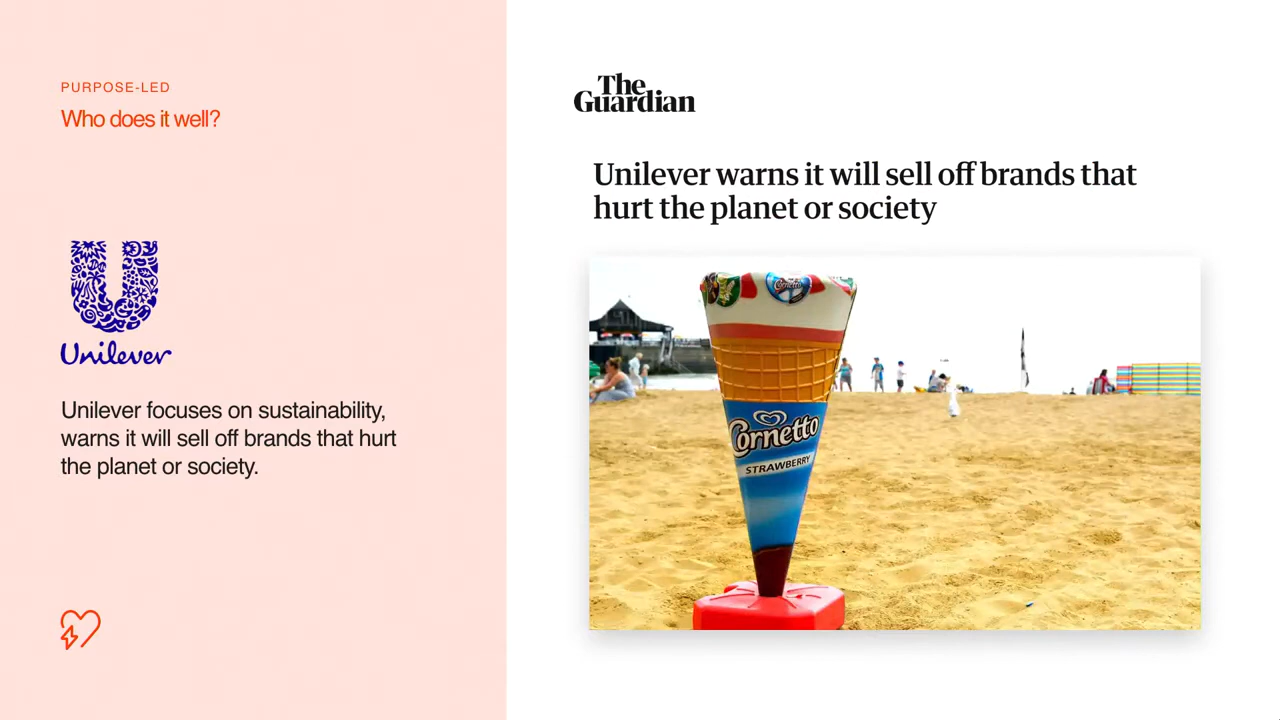 PURPOSE-LED
Who does it well?
Unilever
Unilever focuses on sustainability,
warns it will sell off brands that hurt
the planet or society.
The
Guardian
Unilever warns it will sell off brands that
hurt the planet or society
Cornetto
Cornetto
STRAWBERRY